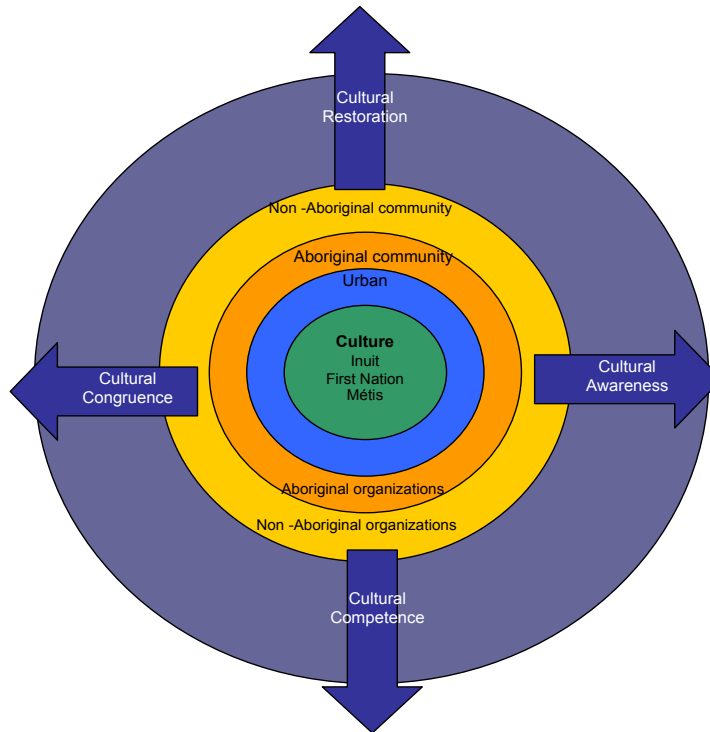 Cultural
Restoration
Non -Aboriginal community
Aboriginal community
Urban
Culture
Inuit
First Nation
Métis
Cultural
Congruence
Cultural
Awareness
Aboriginal organizations
Non -Aboriginal organizations
Cultural
Competence